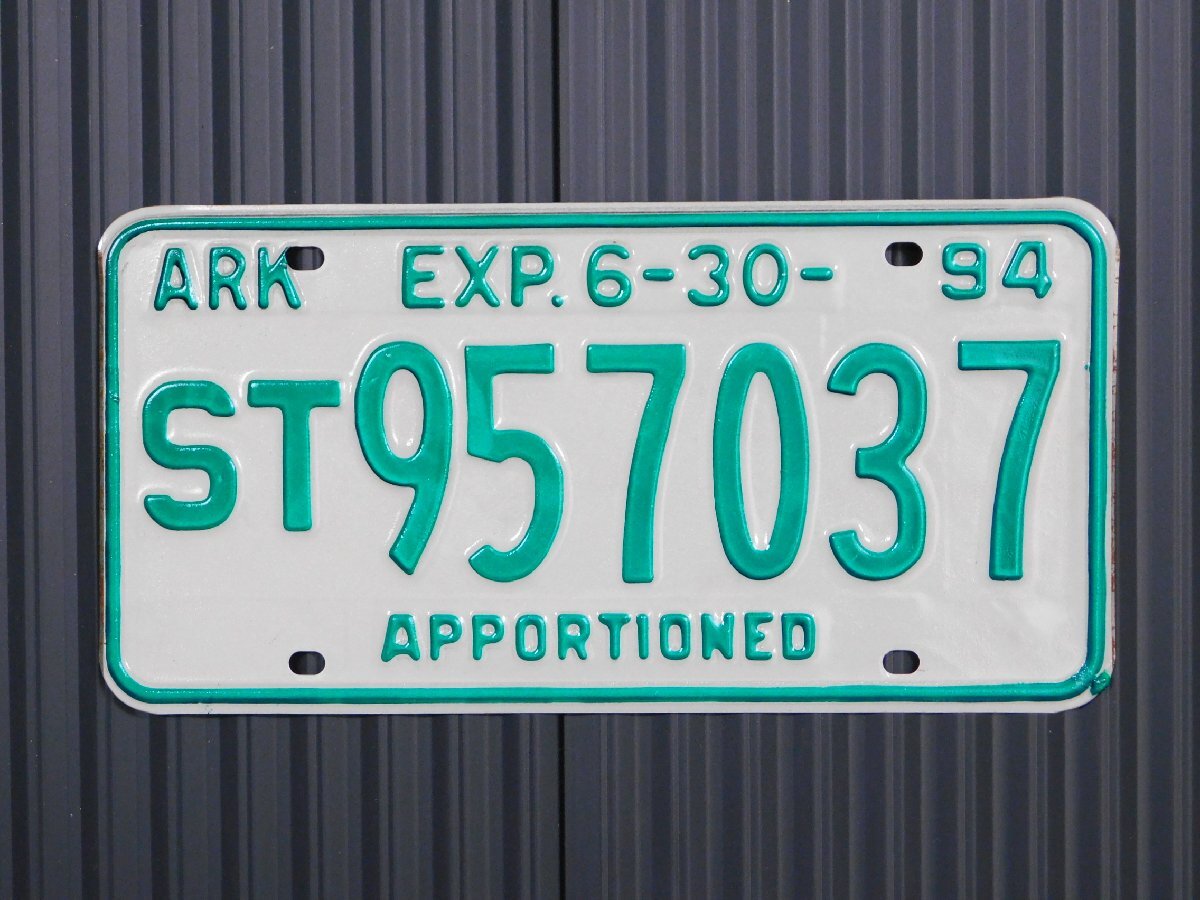 ARK EXP. 6-30- 94
ST957037
APPORTIONED